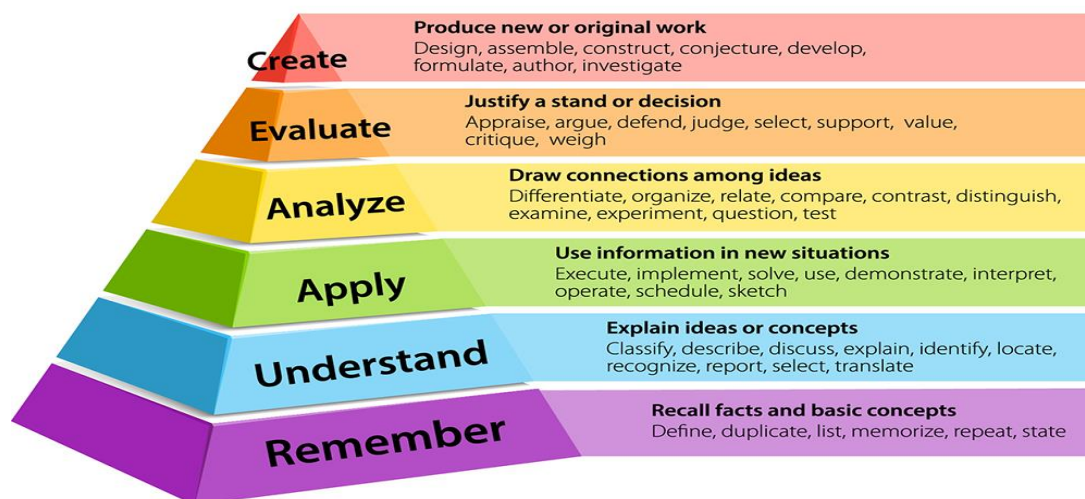 Create
Produce new or original work
Design, assemble, construct, conjecture, develop,
formulate, author, investigate
Evaluate
Justify a stand or decision
Appraise, argue, defend, judge, select, support, value,
critique, weigh
Analyze
Draw connections among ideas
Differentiate, organize, relate, compare, contrast, distinguish,
examine, experiment, question, test
Apply
Use information in new situations
Execute, implement, solve, use, demonstrate, interpret,
operate, schedule, sketch
Understand
Explain ideas or concepts
Classify, describe, discuss, explain, identify, locate,
recognize, report, select, translate
Remember
Recall facts and basic concepts
Define, duplicate, list, memorize, repeat, state